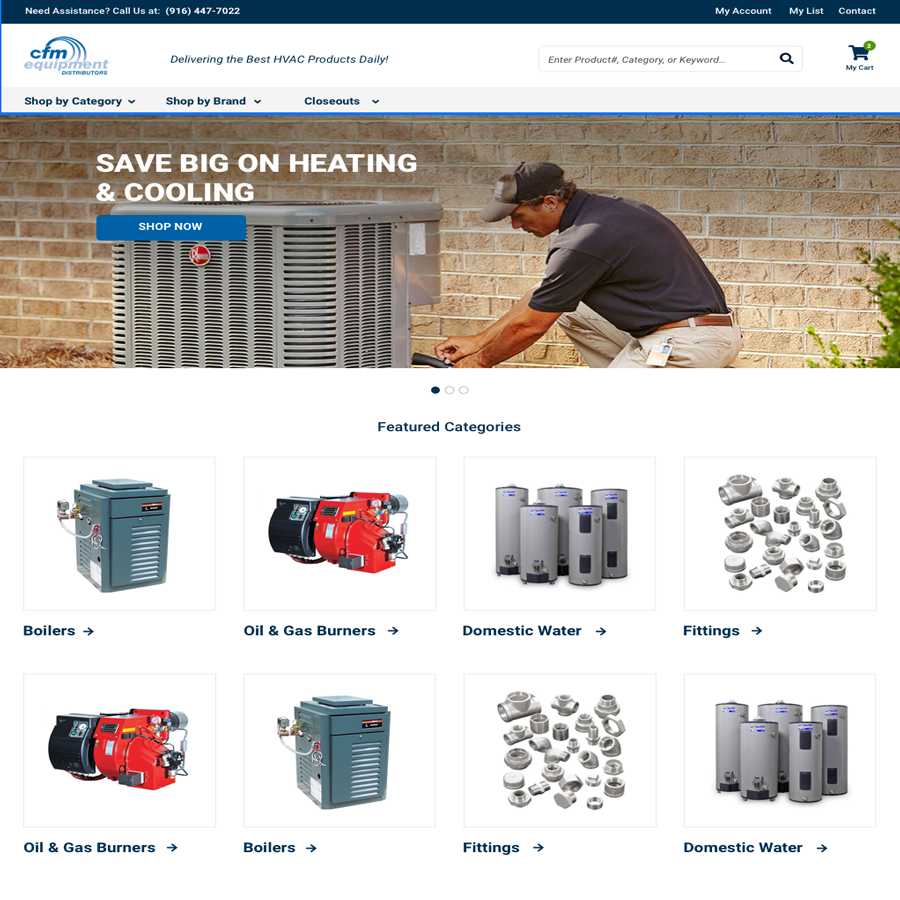 Need Assistance? Call Us at: (916) 447-7022
My Account
My List
Contact
cfm
equipment
DISTRIBUTORS
Delivering the Best HVAC Products Daily!
Enter Product#, Category, or Keyword...
2
My Cart
Shop by Category
Shop by Brand
Closeouts
SAVE BIG ON HEATING
& COOLING
SHOP NOW
Rheem
Featured Categories
Boilers
Oil & Gas Burners
Domestic Water
Fittings
Oil & Gas Burners
Boilers
Fittings
Domestic Water